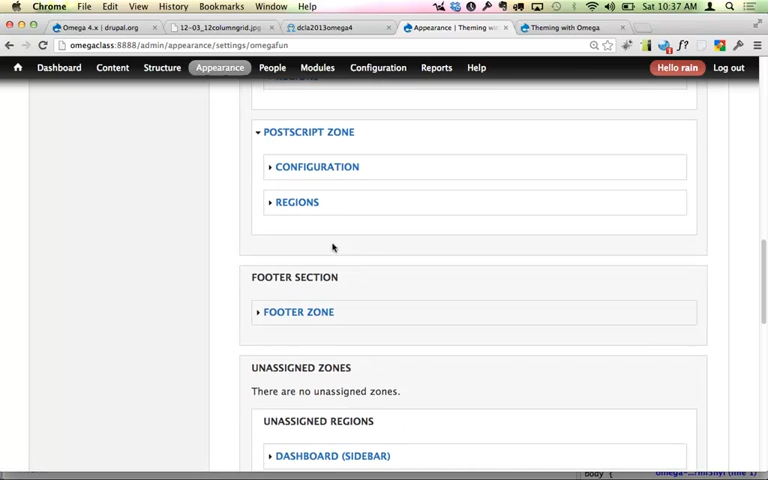 Chrome File Edit View History Bookmarks Window Help
Sat 10:37 AM
Omega 4.x | drupal.org
12-03_12columngrid.jpg
dcla2013omega4
Appearance | Theming with
Theming with Omega
omegaclass:8888/admin/appearance/settings/omegafun
Dashboard Content Structure Appearance People Modules Configuration Reports Help
Hello rain Log out
POSTSCRIPT ZONE
CONFIGURATION
REGIONS
FOOTER SECTION
FOOTER ZONE
UNASSIGNED ZONES
There are no unassigned zones.
UNASSIGNED REGIONS
DASHBOARD (SIDEBAR)
body {